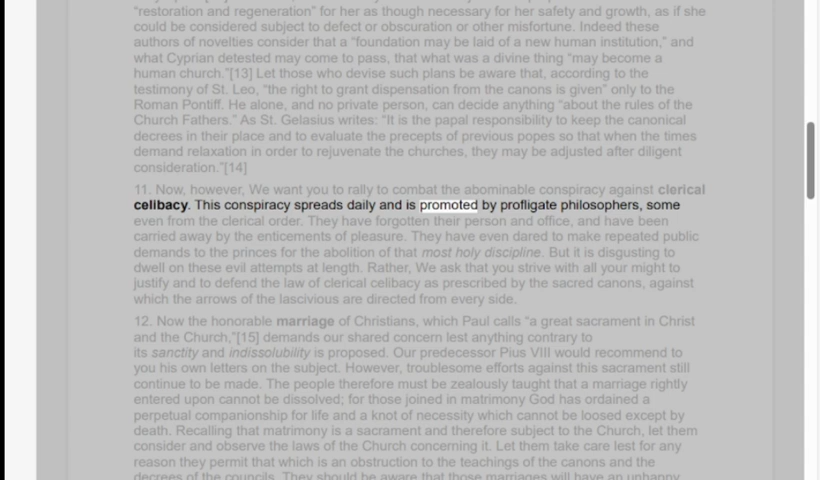 "restoration and regeneration" for her as though necessary for her safety and growth, as if she
could be considered subject to defect or obscuration or other misfortune. Indeed these
authors of novelties consider that a "foundation may be laid of a new human institution," and
what Cyprian detested may come to pass, that what was a divine thing "may become a
human church."[13] Let those who devise such plans be aware that, according to the
testimony of St. Leo, "the right to grant dispensation from the canons is given" only to the
Roman Pontiff. He alone, and no private person, can decide anything "about the rules of the
Church Fathers." As St. Gelasius writes: "It is the papal responsibility to keep the canonical
decrees in their place and to evaluate the precepts of previous popes so that when the times
demand relaxation in order to rejuvenate the churches, they may be adjusted after diligent
consideration."[14]
11. Now, however, We want you to rally to combat the abominable conspiracy against clerical
celibacy. This conspiracy spreads daily and is promoted by profligate philosophers, some
even from the clerical order. They have forgotten their person and office, and have been
carried away by the enticements of pleasure. They have even dared to make repeated public
demands to the princes for the abolition of that most holy discipline. But it is disgusting to
dwell on these evil attempts at length. Rather, We ask that you strive with all your might to
justify and to defend the law of clerical celibacy as prescribed by the sacred canons, against
which the arrows of the lascivious are directed from every side.
12. Now the honorable marriage of Christians, which Paul calls "a great sacrament in Christ
and the Church,"[15] demands our shared concern lest anything contrary to
its sanctity and indissolubility is proposed. Our predecessor Pius VIII would recommend to
you his own letters on the subject. However, troublesome efforts against this sacrament still
continue to be made. The people therefore must be zealously taught that a marriage rightly
entered upon cannot be dissolved; for those joined in matrimony God has ordained a
perpetual companionship for life and a knot of necessity which cannot be loosed except by
death. Recalling that matrimony is a sacrament and therefore subject to the Church, let them
consider and observe the laws of the Church concerning it. Let them take care lest for any
reason they permit that which is an obstruction to the teachings of the canons and the
decrees of the councils. They should be aware that those marriages will have an unhappy